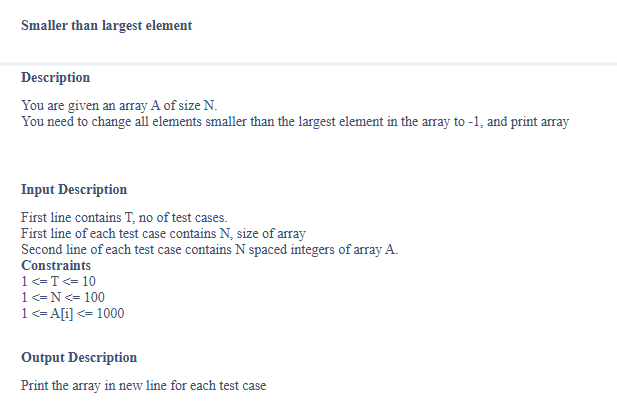 Smaller than largest element
Description
You are given an array A of size N.
You need to change all elements smaller than the largest element in the array to -1, and print array
Input Description
First line contains T, no of test cases.
First line of each test case contains N, size of array
Second line of each test case contains N spaced integers of array A.
Constraints
1 <= T <= 10
1 <= N <= 100
1 <= A[i] <= 1000
Output Description
Print the array in new line for each test case